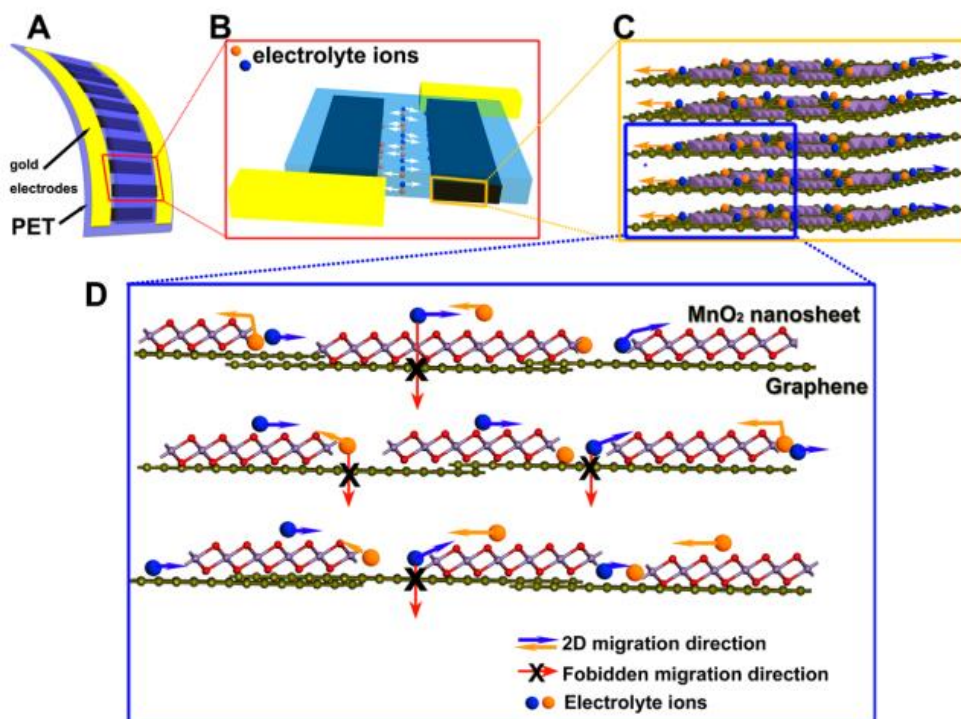 A
gold
electrodes
PET
B
electrolyte ions
C
D
MnO₂ nanosheet
Graphene
X
X
X
X
2D migration direction
X
Fobidden migration direction
Electrolyte ions